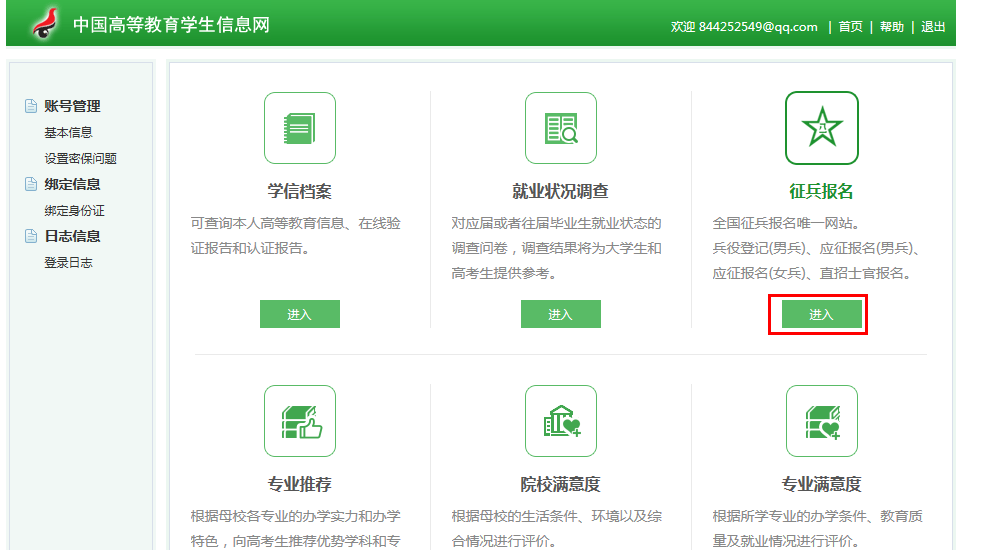 中国高等教育学生信息网
欢迎 844252549@qq.com | 首页 | 帮助 | 退出
账号管理
基本信息
设置密保问题
绑定信息
绑定身份证
日志信息
登录日志
学信档案
可查询本人高等教育信息、在线验
证报告和认证报告。
进入
就业状况调查
对应届或者往届毕业生就业状态的
调查问卷，调查结果将为大学生和
高考生提供参考。
进入
征兵报名
全国征兵报名唯一网站。
兵役登记(男兵)、应征报名(男兵)、
应征报名(女兵)、直招士官报名。
进入
专业推荐
根据母校各专业的办学实力和办学
特色，向高考生推荐优势学科和专
院校满意度
根据母校的生活条件、环境以及综
合情况进行评价。
专业满意度
根据所学专业的办学条件、教育质
量及就业情况进行评价。